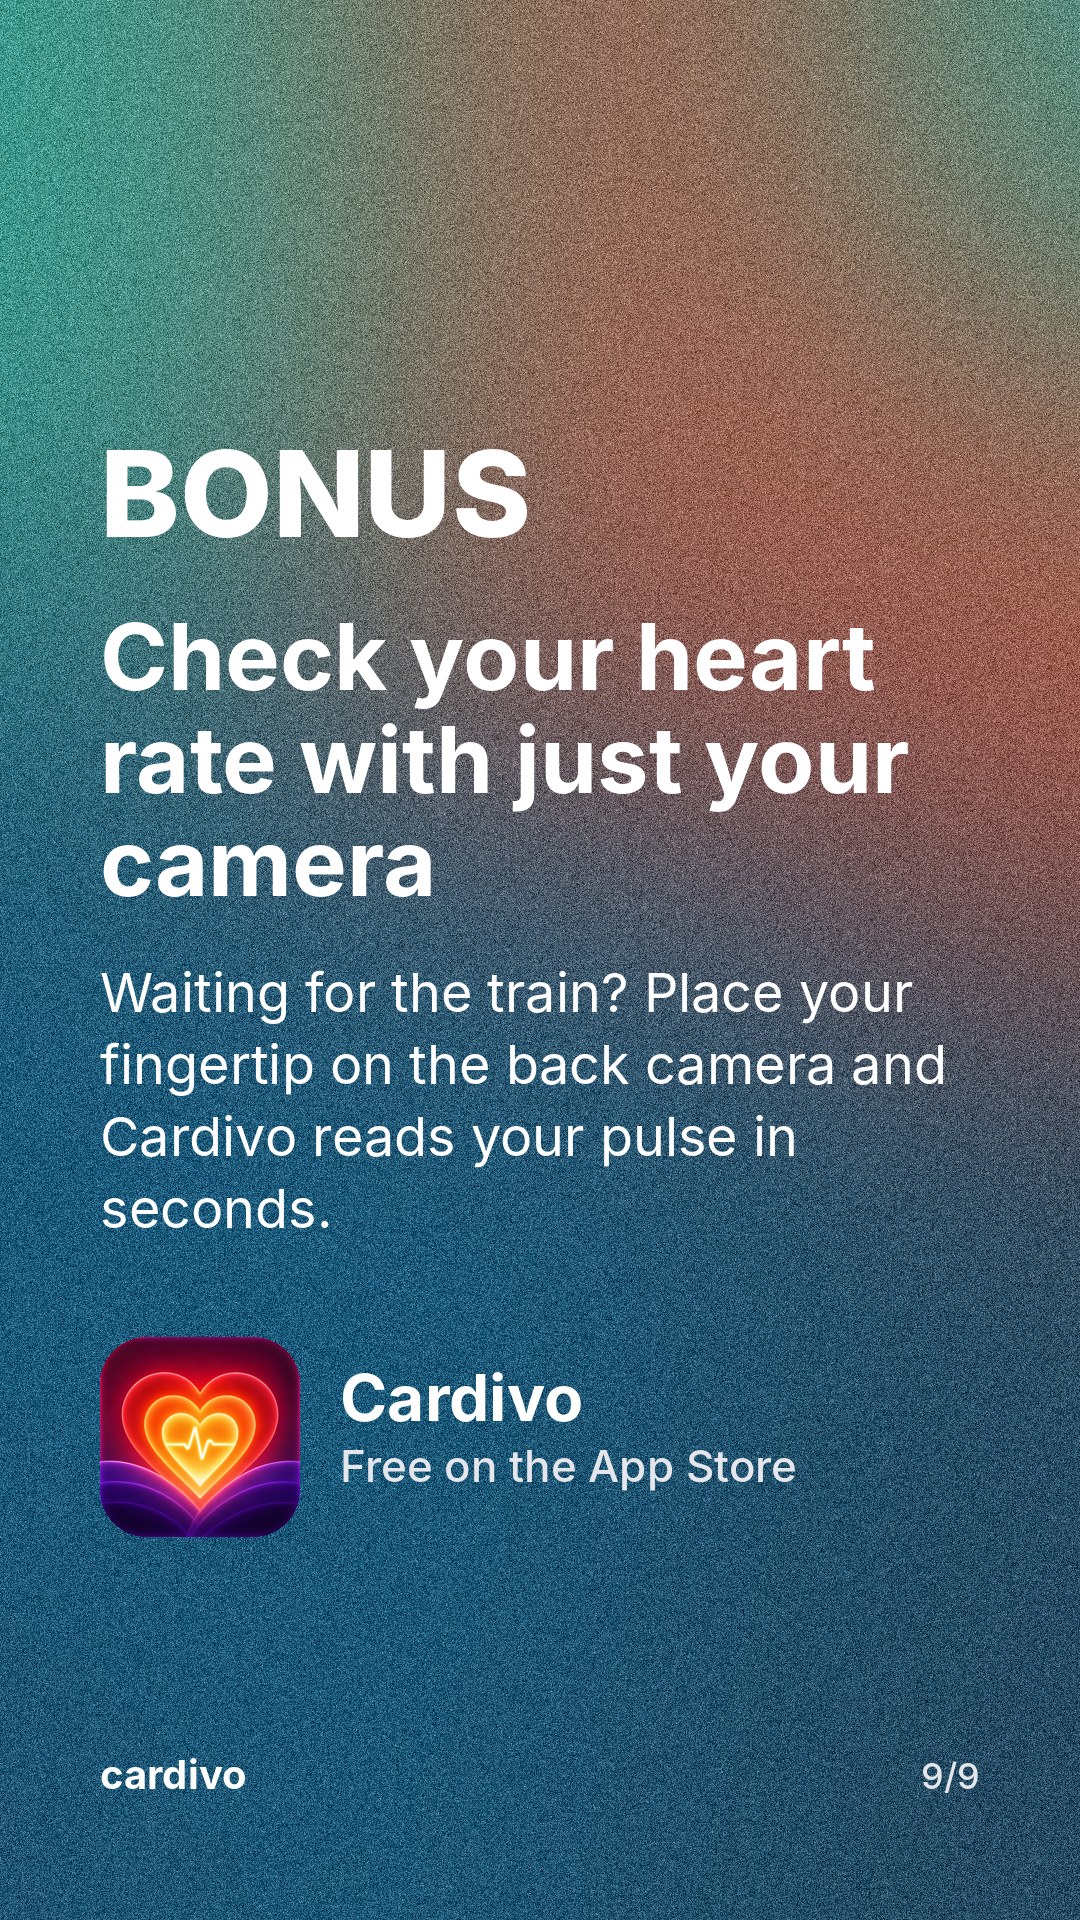 BONUS
Check your heart
rate with just your
camera
Waiting for the train? Place your
fingertip on the back camera and
Cardivo reads your pulse in
seconds.
Cardivo
Free on the App Store
cardivo
9/9